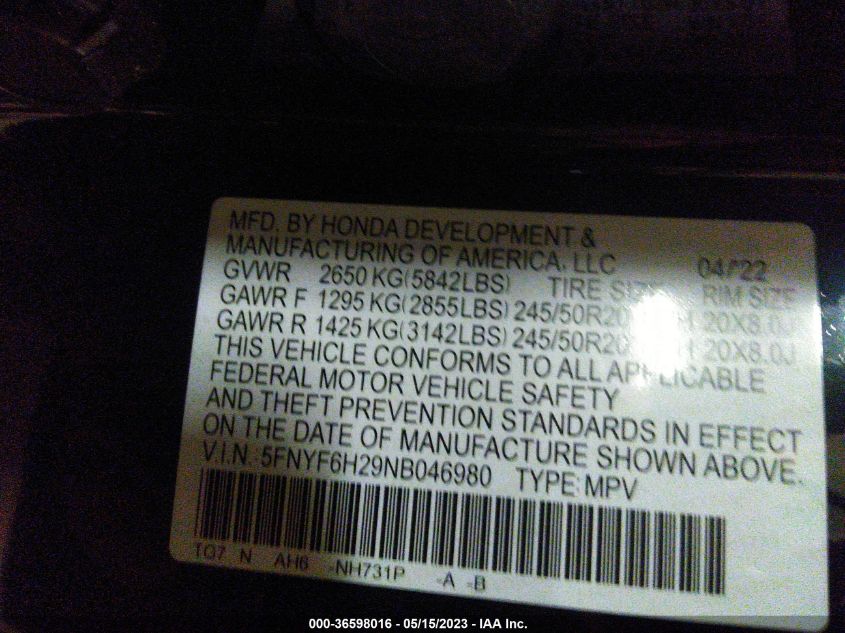 MFD. BY HONDA DEVELOPMENT &
MANUFACTURING OF AMERICA, LLC 04/22
GVWR 2650 KG(5842LBS) TIRE SIZE RIM SIZE
GAWR F 1295 KG(2855LBS) 245/50R20 20X8.0J
GAWR R 1425 KG(3142LBS) 245/50R20 20X8.0J
THIS VEHICLE CONFORMS TO ALL APPLICABLE
FEDERAL MOTOR VEHICLE SAFETY
AND THEFT PREVENTION STANDARDS IN EFFECT
ON THE DATE OF MANUFACTURE SHOWN ABOVE.
V.I.N.: 5FNYF6H29NB046980 TYPE: MPV
TG7 N AH6 -NH731P -A -B
000-36598016 - 05/15/2023 - IAA Inc.